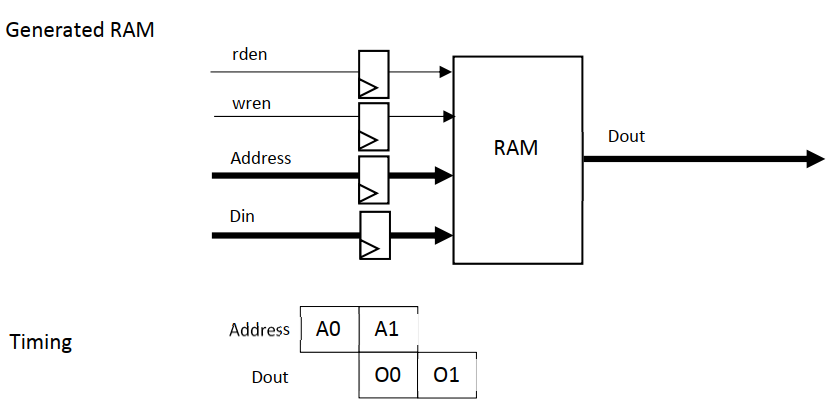 Generated RAM
rden
wren
Address
Din
RAM
Dout
Timing
Address A0 A1
Dout O0 O1